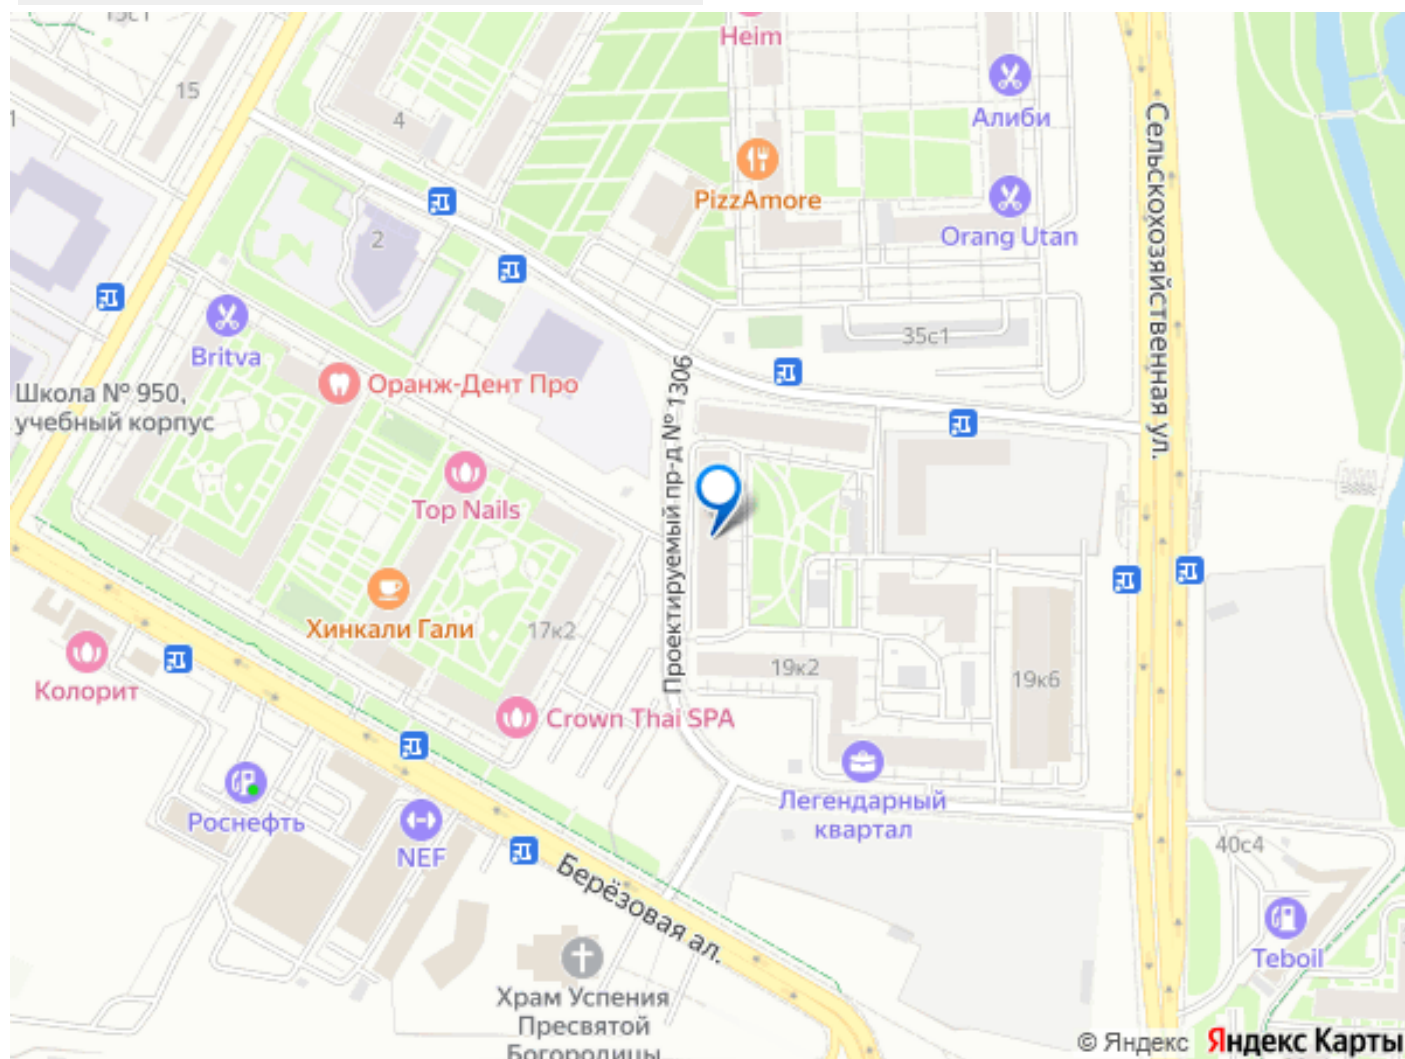 Heim
15
4
Алиби
PizzAmore
Orang Utan
2
35с1
Britva
Оранж-Дент Про
Школа № 950,
учебный корпус
Top Nails
Проектируемый пр-д № 1306
Сельскохозяйственная ул.
Хинкали Гали
17к2
19к2
19к6
Колорит
Crown Thai SPA
Роснефть
NEF
Легендарный
квартал
40с4
Берёзовая ал.
Teboil
Храм Успения
Пресвятой
Богородицы
© Яндекс Яндекс Карты